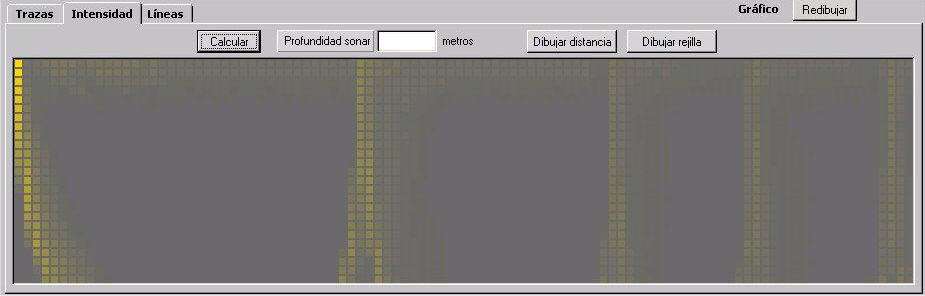 Trazas Intensidad Líneas Gráfico Redibujar
Calcular Profundidad sonar metros Dibujar distancia Dibujar rejilla